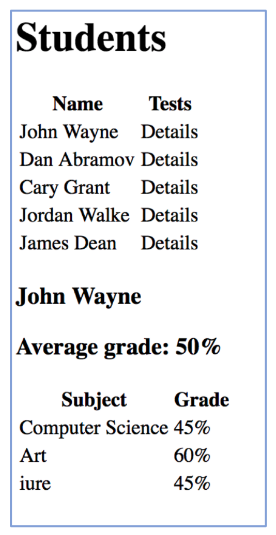 Students
Name Tests
John Wayne Details
Dan Abramov Details
Cary Grant Details
Jordan Walke Details
James Dean Details
John Wayne
Average grade: 50%
Subject Grade
Computer Science 45%
Art 60%
iure 45%